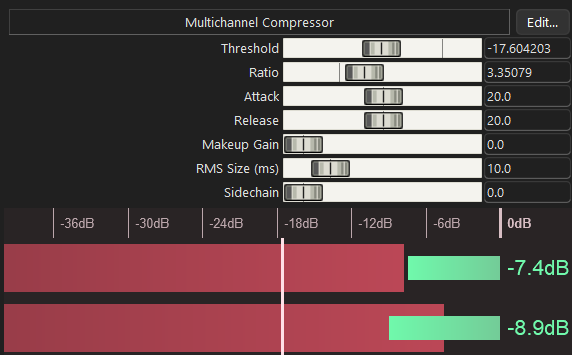 Multichannel Compressor Edit...
Threshold -17.604203
Ratio 3.35079
Attack 20.0
Release 20.0
Makeup Gain 0.0
RMS Size (ms) 10.0
Sidechain 0.0
-36dB -30dB -24dB -18dB -12dB -6dB 0dB
-7.4dB
-8.9dB